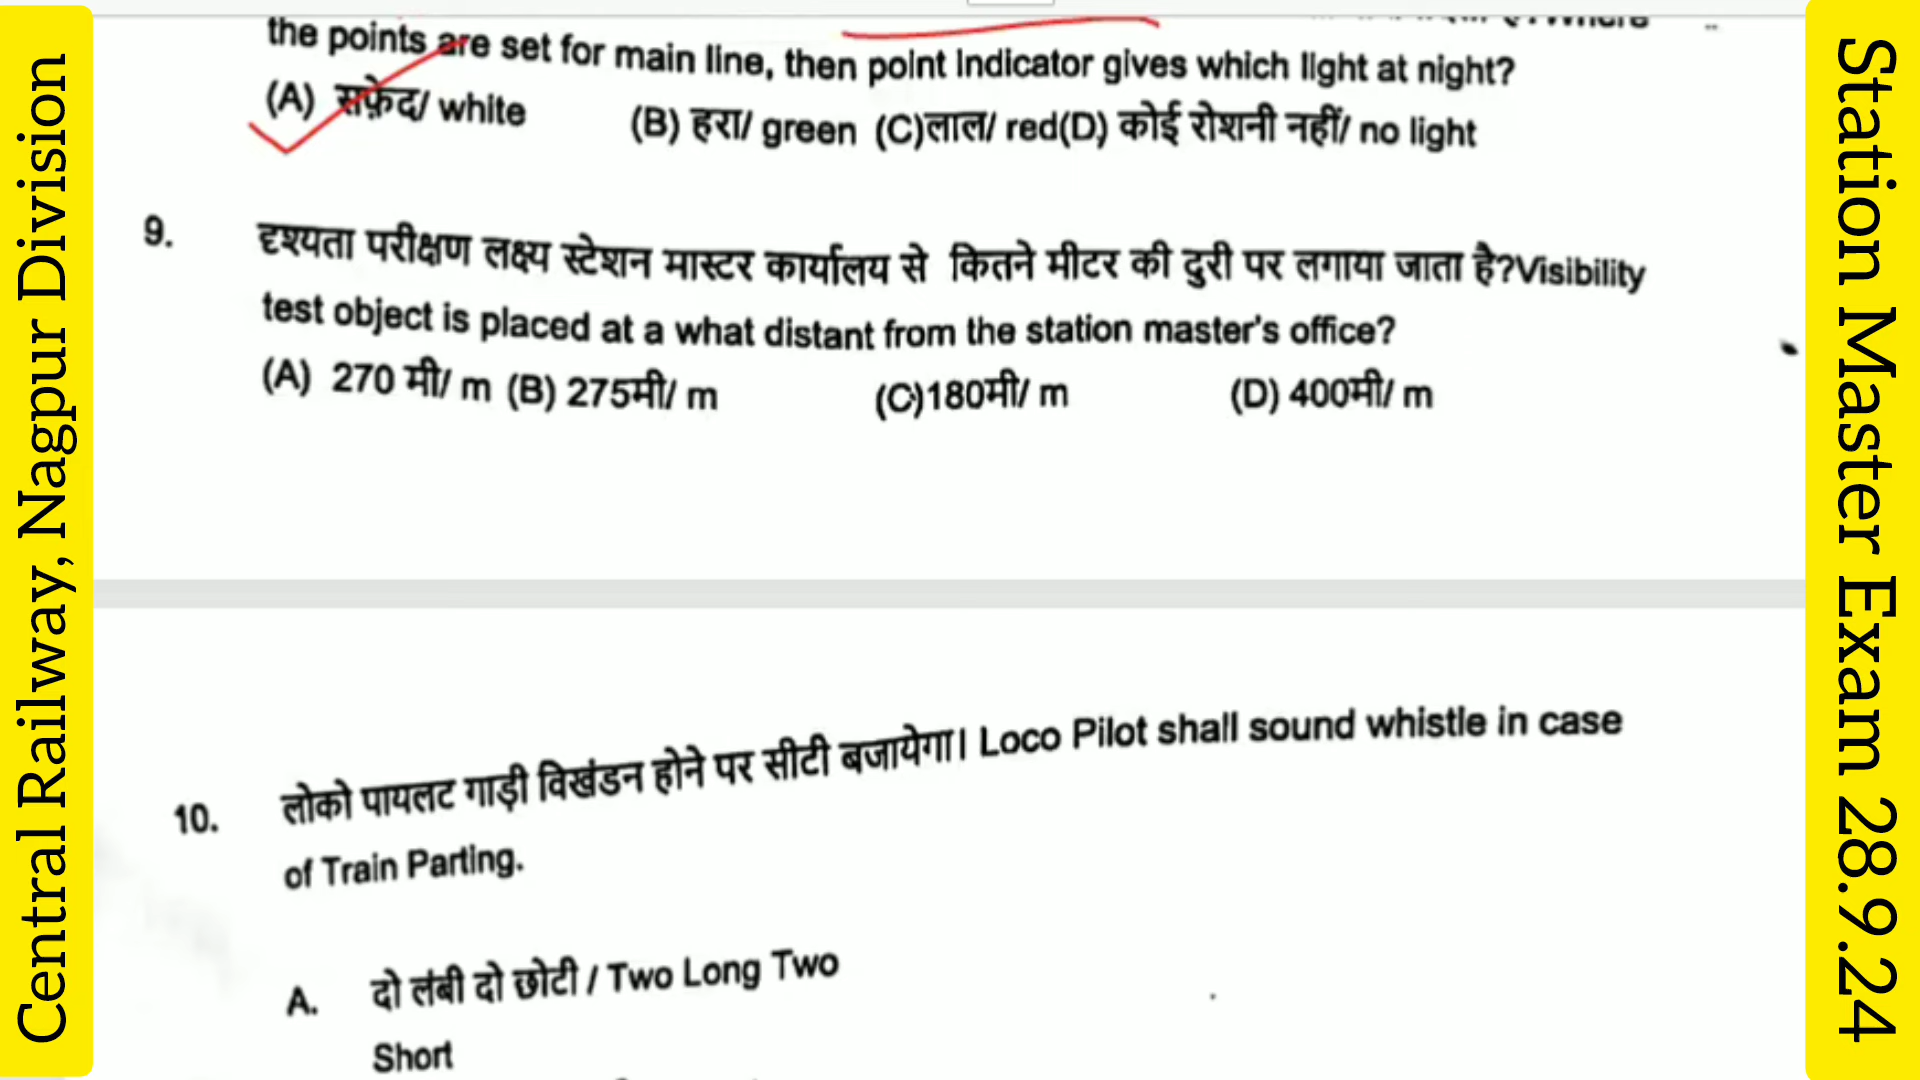 the points are set for main line, then point indicator gives which light at night?
(A) सफ़ेद/ white (B) हरा/ green (C)लाल/ red(D) कोई रोशनी नहीं/ no light
9. दृश्यता परीक्षण लक्ष्य स्टेशन मास्टर कार्यालय से कितने मीटर की दुरी पर लगाया जाता है?Visibility
test object is placed at a what distant from the station master's office?
(A) 270 मी/ m (B) 275मी/ m (C)180मी/ m (D) 400मी/ m
10. लोको पायलट गाड़ी विखंडन होने पर सीटी बजायेगा। Loco Pilot shall sound whistle in case
of Train Parting.
A. दो लंबी दो छोटी / Two Long Two
Short
Central Railway, Nagpur Division
Station Master Exam 28.9.24